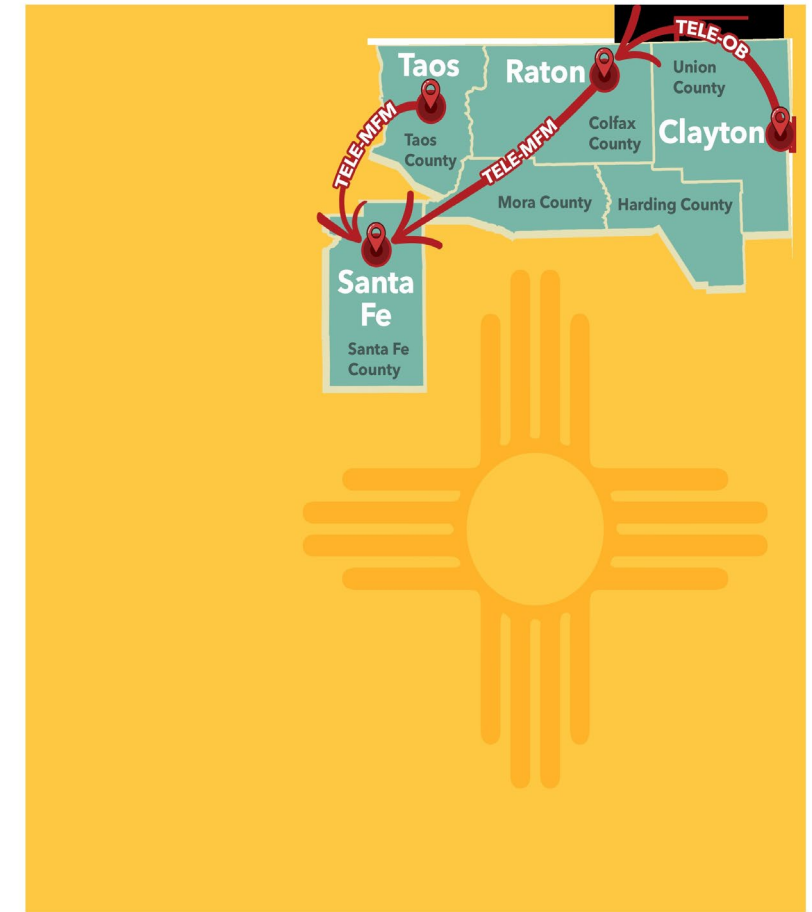 TELE-OB
Taos
Raton
Union
County
TELE-MFM
Taos
County
TELE-MFM
Colfax
County
Clayton
Mora County
Harding County
Santa
Fe
Santa Fe
County